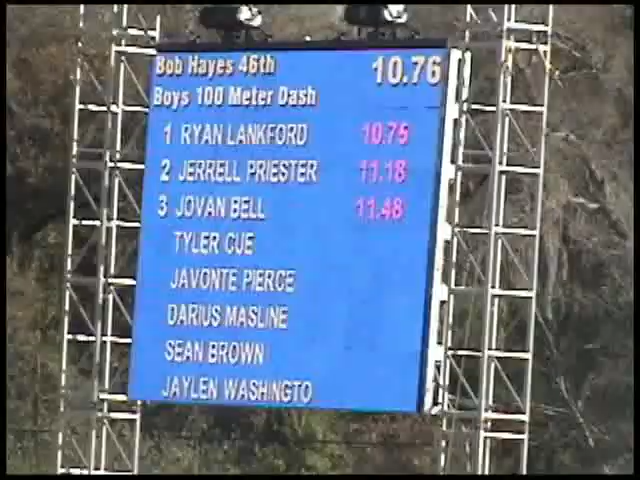 Bob Hayes 46th 10.76
Boys 100 Meter Dash
1 RYAN LANKFORD 10.75
2 JERRELL PRIESTER 11.18
3 JOVAN BELL 11.48
TYLER CUE
JAVONTE PIERCE
DARIUS MASLINE
SEAN BROWN
JAYLEN WASHINGTO